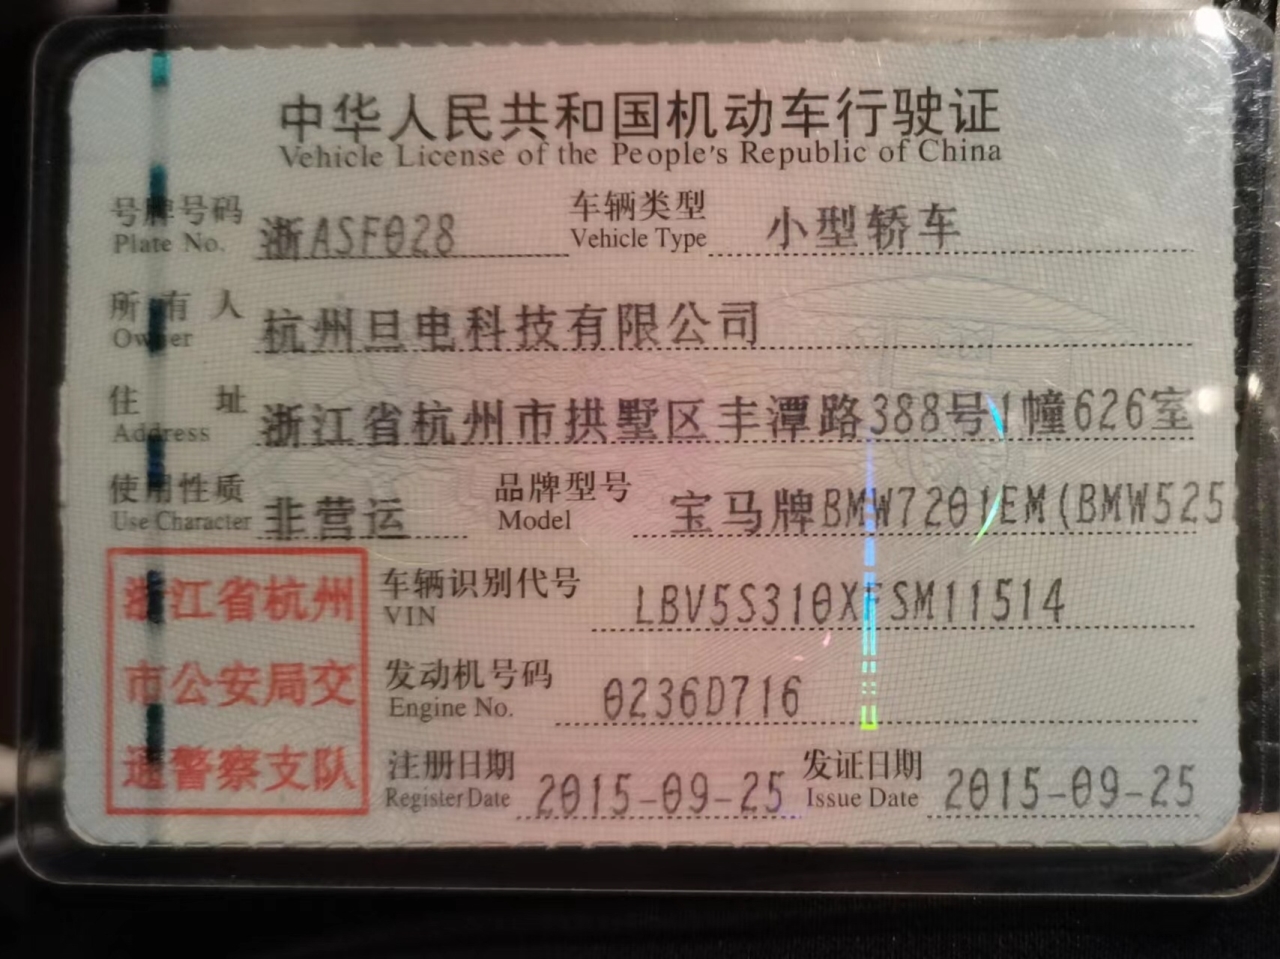 中华人民共和国机动车行驶证
Vehicle License of the People's Republic of China
号牌号码 浙ASF028 车辆类型 小型轿车
Plate No. Vehicle Type
所有人 杭州旦电科技有限公司
Owner
住址 浙江省杭州市拱墅区丰潭路388号1幢626室
Address
使用性质 非营运 品牌型号 宝马牌BMW7201EM(BMW525
Use Character Model
浙江省杭州
市公安局交
通警察支队
车辆识别代号 LBV5S310XFSM11514
VIN
发动机号码 0236D716
Engine No.
注册日期 2015-09-25 发证日期 2015-09-25
Register Date Issue Date